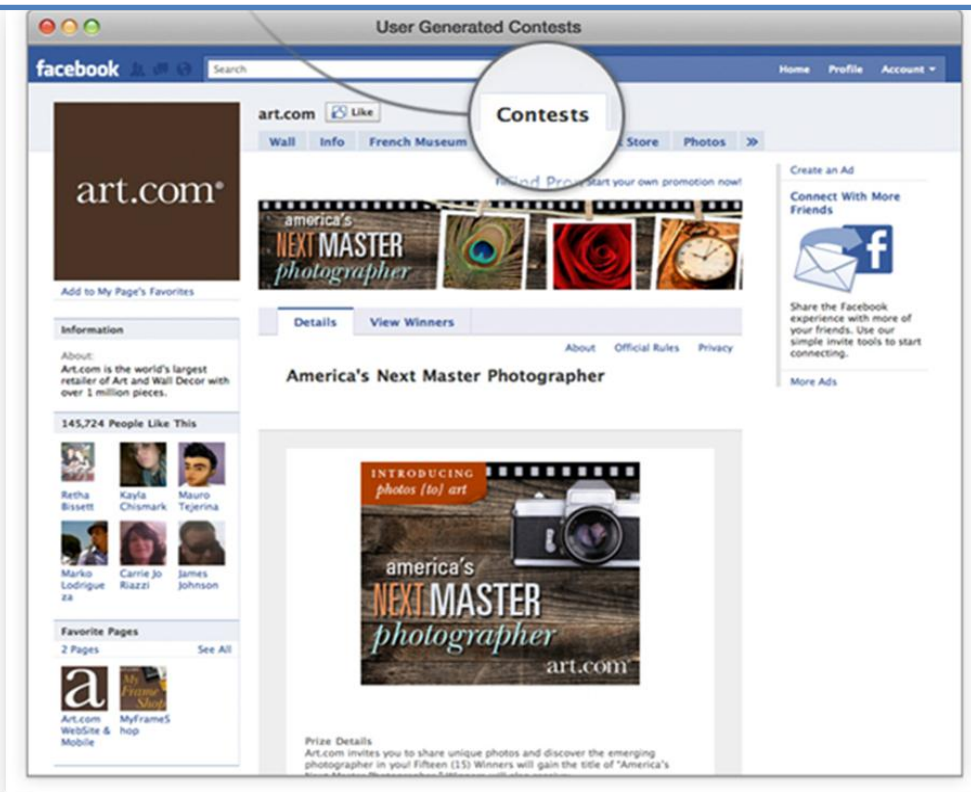 User Generated Contests
facebook
Search
Home Profile Account
art.com Like
Contests
Wall Info French Museum Store Photos »
Find Pro Start your own promotion now!
art.com®
america's
NEXT MASTER
photographer
Add to My Page's Favorites
Details View Winners
About Official Rules Privacy
America's Next Master Photographer
Information
About:
Art.com is the world's largest
retailer of Art and Wall Decor with
over 1 million pieces.
145,724 People Like This
Retha
Bissett
Kayla
Chismark
Mauro
Tejerina
Marko
Lodrigue
za
Carrie Jo
Riazzi
James
Johnson
Favorite Pages
2 Pages See All
a
My
Frame
Shop
Art.com
WebSite &
Mobile
MyFrameS
hop
INTRODUCING
photos [to] art
america's
NEXT MASTER
photographer
art.com
Prize Details
Art.com invites you to share unique photos and discover the emerging
photographer in you! Fifteen (15) Winners will gain the title of "America's
Create an Ad
Connect With More
Friends
f
Share the Facebook
experience with more of
your friends. Use our
simple invite tools to start
connecting.
More Ads